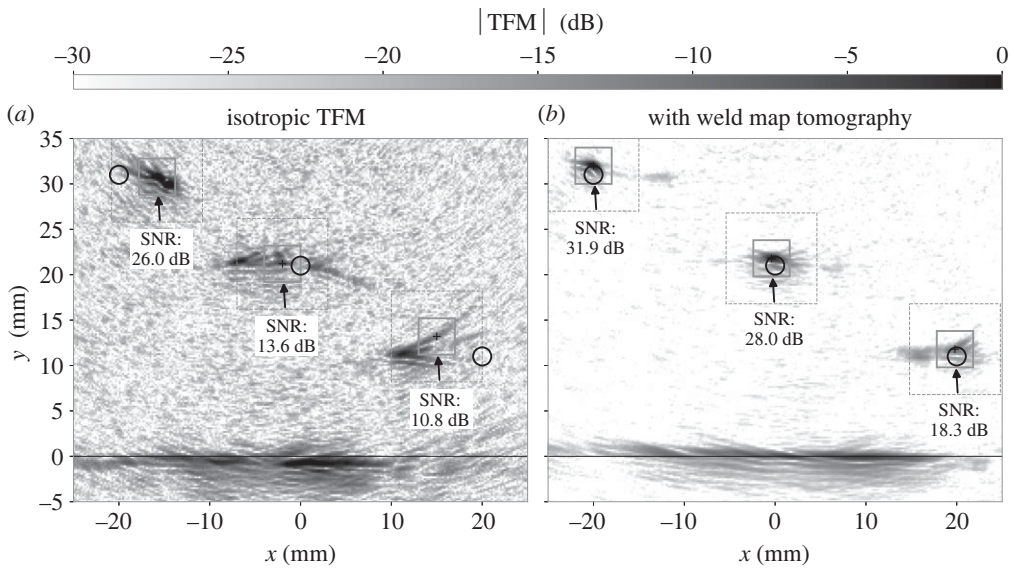 |TFM| (dB)
−30 −25 −20 −15 −10 −5 0
(a) isotropic TFM
(b) with weld map tomography
35
30
25
20
15
10
5
0
−5
y (mm)
SNR:
26.0 dB
SNR:
13.6 dB
SNR:
10.8 dB
SNR:
31.9 dB
SNR:
28.0 dB
SNR:
18.3 dB
−20 −10 0 10 20
x (mm)
−20 −10 0 10 20
x (mm)